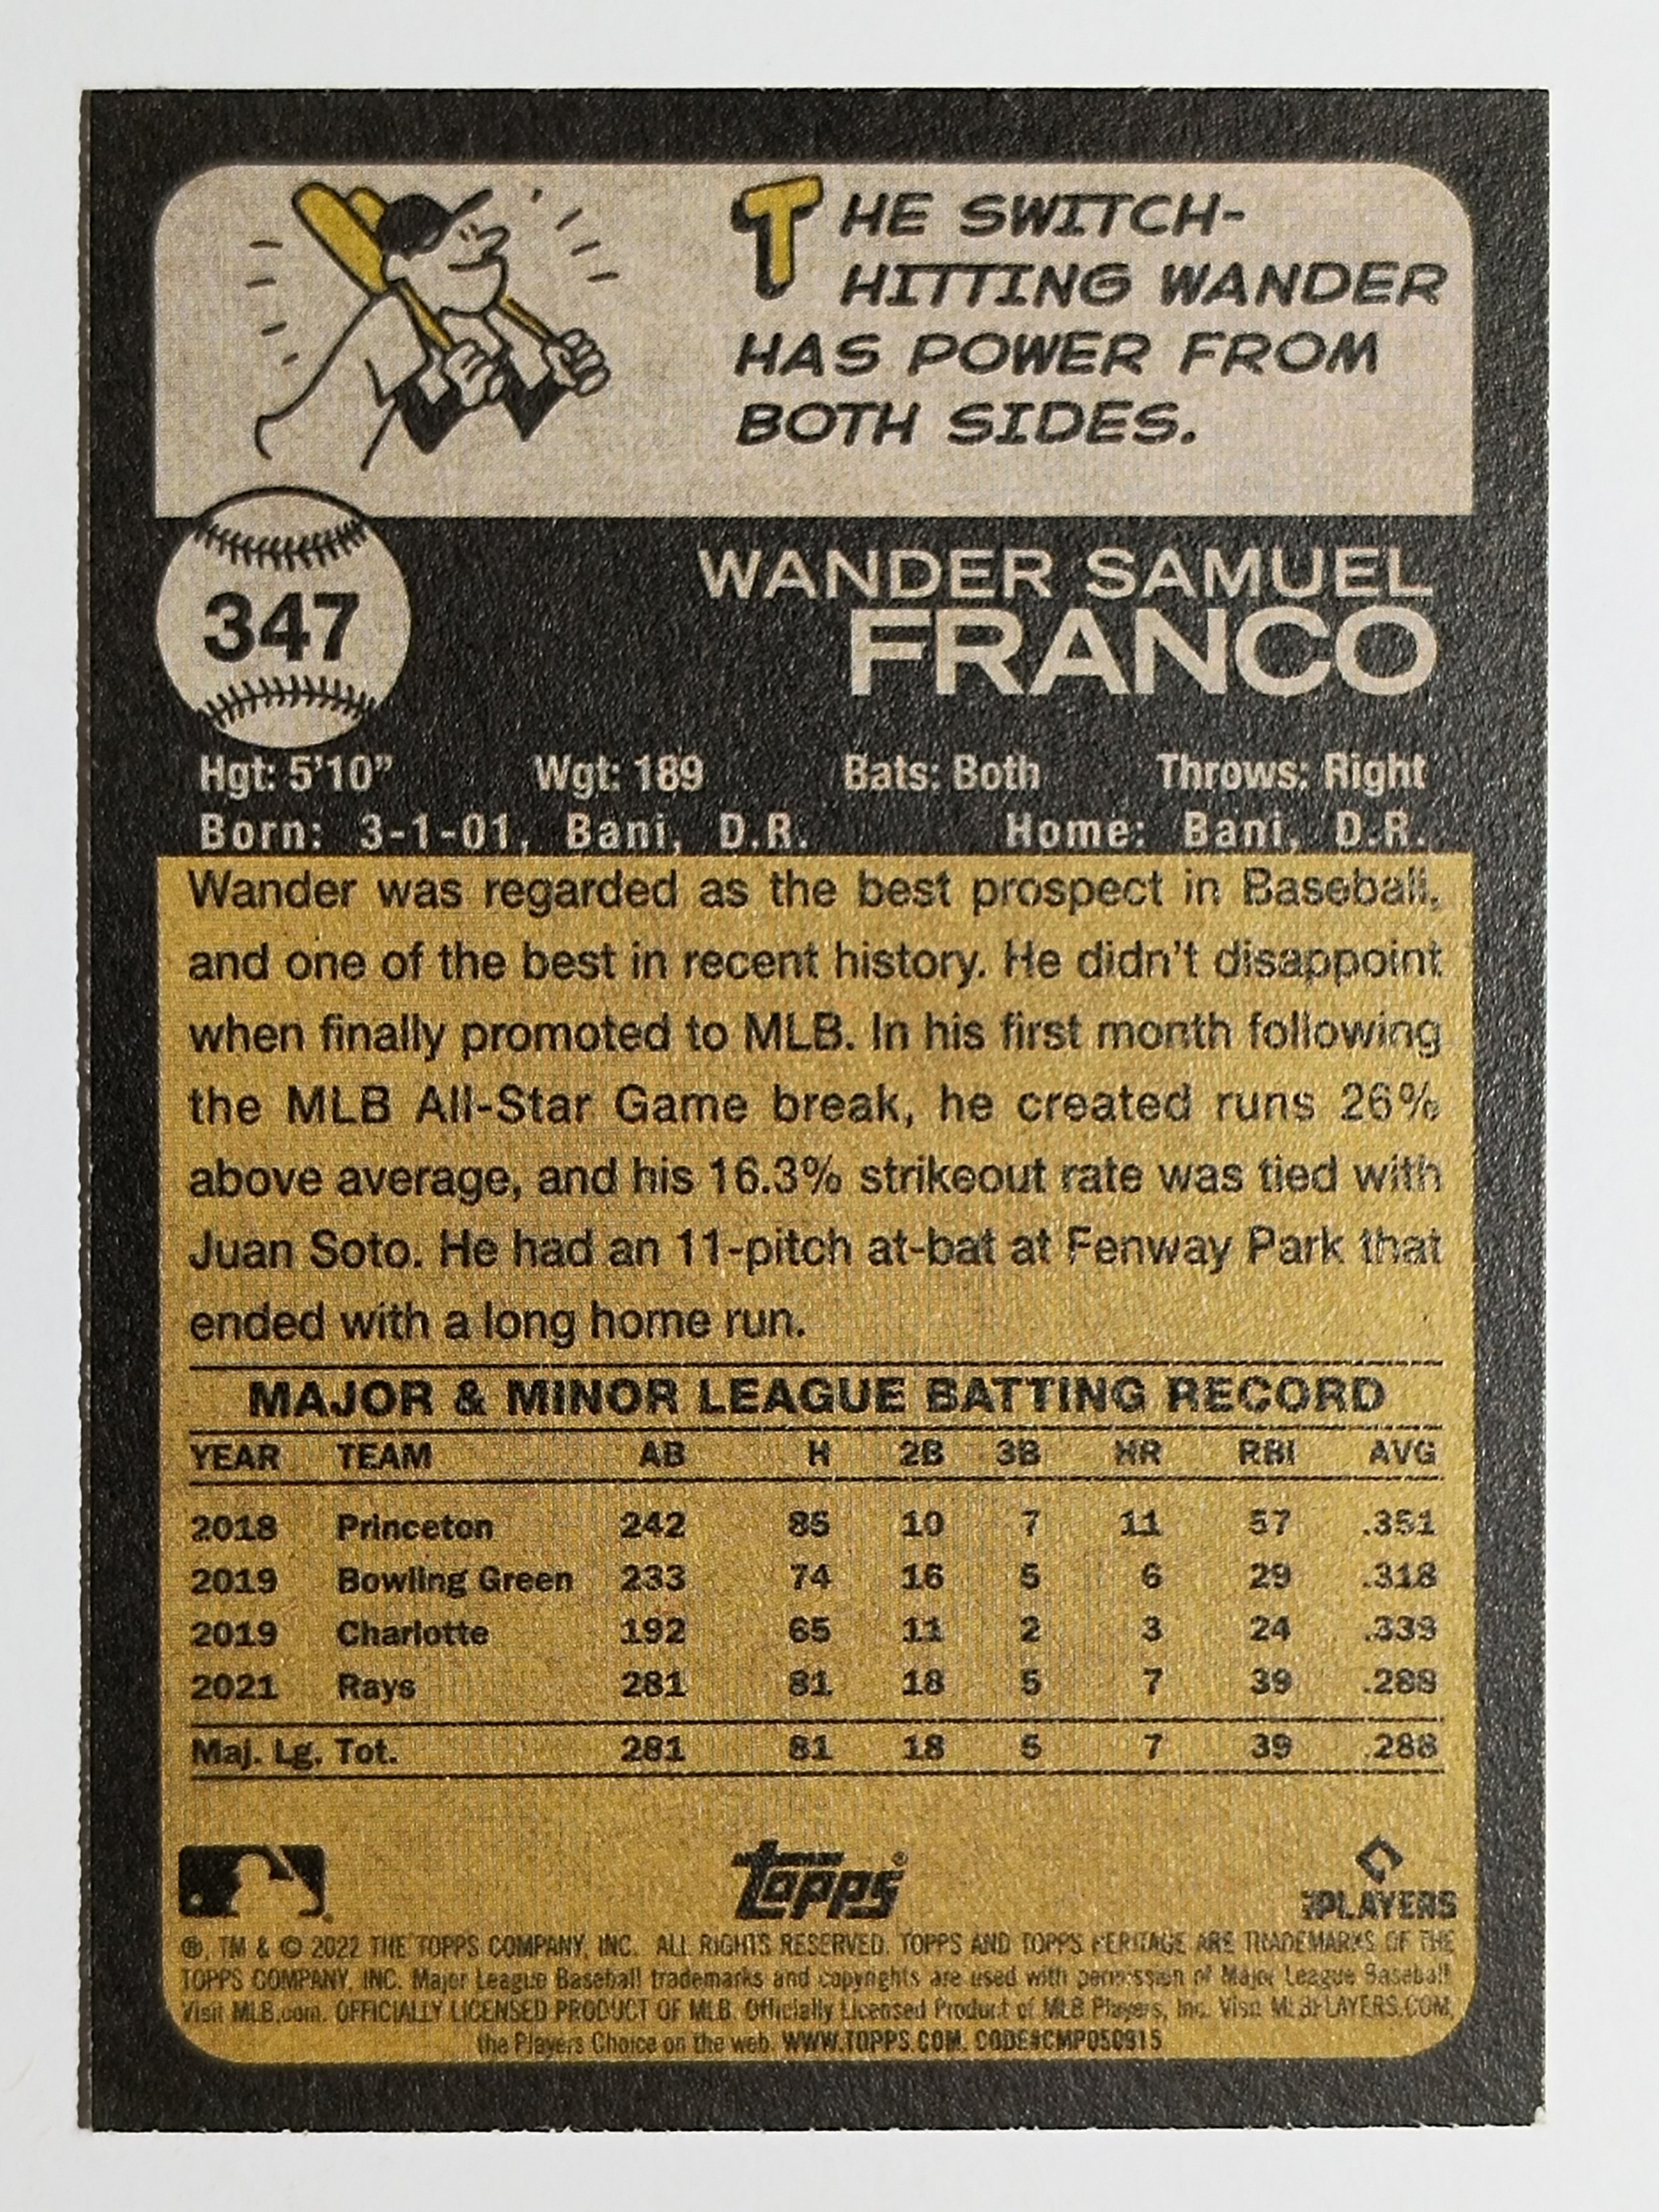 THE SWITCH-
HITTING WANDER
HAS POWER FROM
BOTH SIDES.
347
WANDER SAMUEL
FRANCO
Hgt: 5'10" Wgt: 189 Bats: Both Throws: Right
Born: 3-1-01, Bani, D.R. Home: Bani, D.R.
Wander was regarded as the best prospect in Baseball,
and one of the best in recent history. He didn't disappoint
when finally promoted to MLB. In his first month following
the MLB All-Star Game break, he created runs 26%
above average, and his 16.3% strikeout rate was tied with
Juan Soto. He had an 11-pitch at-bat at Fenway Park that
ended with a long home run.
MAJOR & MINOR LEAGUE BATTING RECORD
YEAR TEAM AB H 2B 3B HR RBI AVG
2018 Princeton 242 85 10 7 11 57 .351
2019 Bowling Green 233 74 16 5 6 29 .318
2019 Charlotte 192 65 11 2 3 24 .339
2021 Rays 281 81 18 5 7 39 .288
Maj. Lg. Tot. 281 81 18 5 7 39 .288
topps®
PLAYERS
®, TM & © 2022 THE TOPPS COMPANY, INC. ALL RIGHTS RESERVED. TOPPS AND TOPPS HERITAGE ARE TRADEMARKS OF THE
TOPPS COMPANY, INC. Major League Baseball trademarks and copyrights are used with permission of Major League Baseball.
Visit MLB.com. OFFICIALLY LICENSED PRODUCT OF MLB. Officially Licensed Product of MLB Players, Inc. Visit MLBPLAYERS.COM,
the Players Choice on the web. WWW.TOPPS.COM. CODE#CMP050915